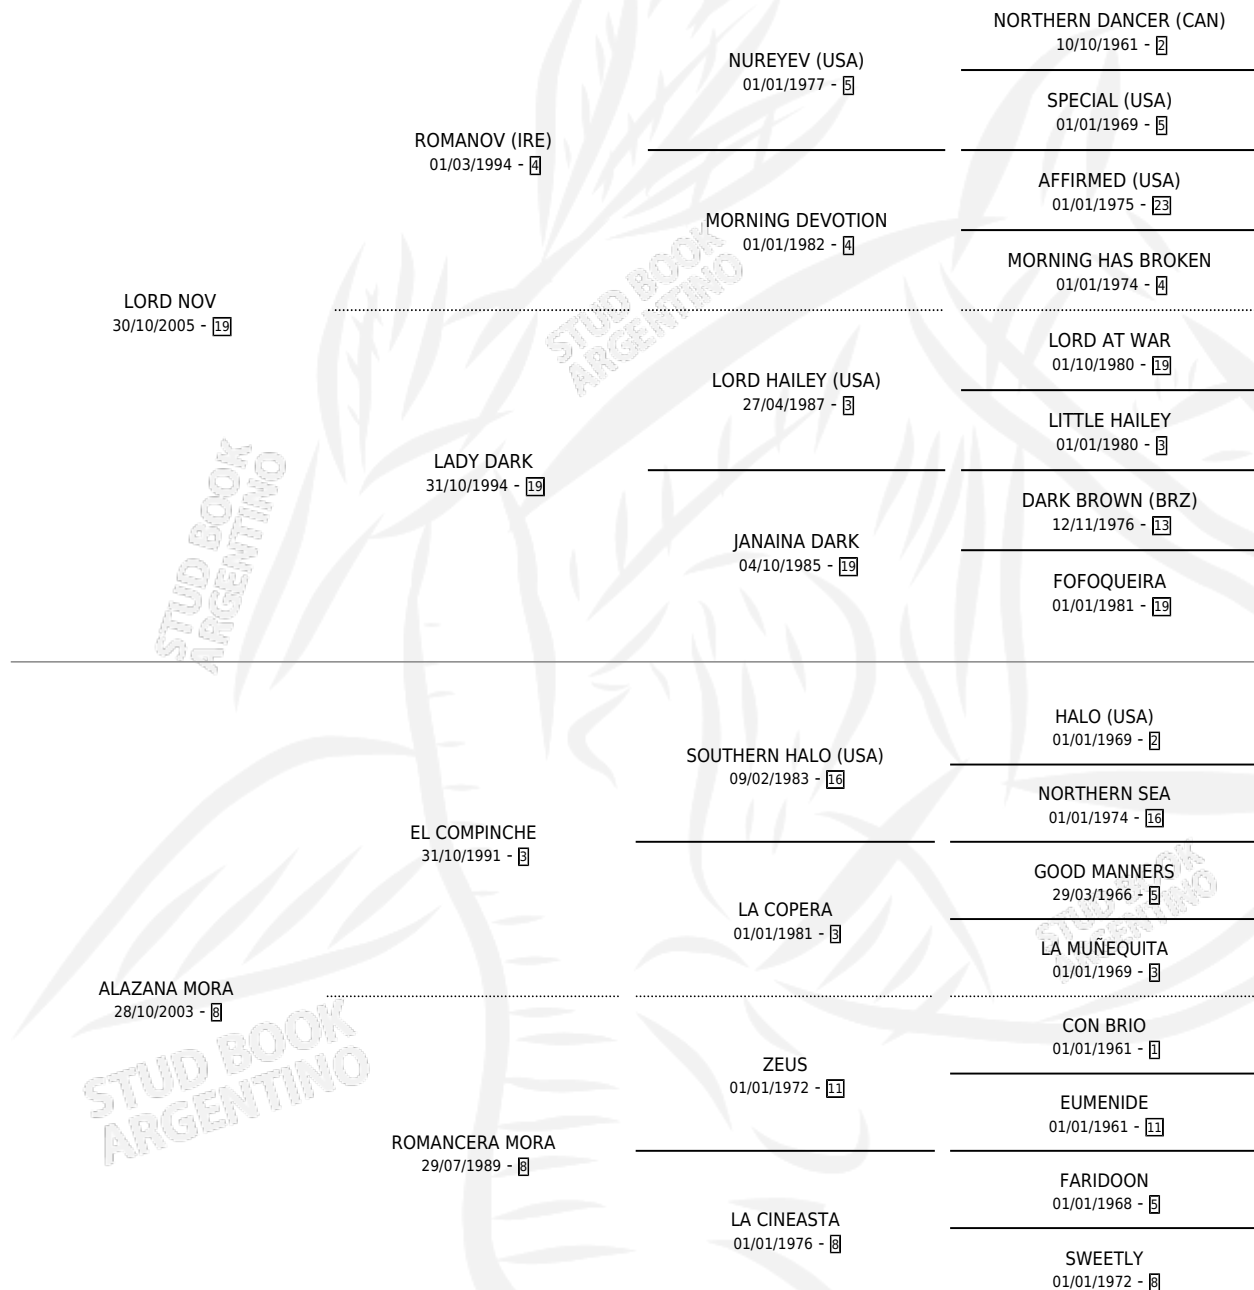 NORTHERN DANCER (CAN)
10/10/1961 - 2
NUREYEV (USA)
01/01/1977 - 5
SPECIAL (USA)
01/01/1969 - 5
ROMANOV (IRE)
01/03/1994 - 4
AFFIRMED (USA)
01/01/1975 - 23
MORNING DEVOTION
01/01/1982 - 4
MORNING HAS BROKEN
01/01/1974 - 4
LORD NOV
30/10/2005 - 19
LORD AT WAR
01/10/1980 - 19
LORD HAILEY (USA)
27/04/1987 - 3
LITTLE HAILEY
01/01/1980 - 3
LADY DARK
31/10/1994 - 19
DARK BROWN (BRZ)
12/11/1976 - 13
JANAINA DARK
04/10/1985 - 19
FOFOQUEIRA
01/01/1981 - 19
HALO (USA)
01/01/1969 - 2
SOUTHERN HALO (USA)
09/02/1983 - 16
NORTHERN SEA
01/01/1974 - 16
EL COMPINCHE
31/10/1991 - 3
GOOD MANNERS
29/03/1966 - 5
LA COPERA
01/01/1981 - 3
LA MUÑEQUITA
01/01/1969 - 3
ALAZANA MORA
28/10/2003 - 8
CON BRIO
01/01/1961 - 1
ZEUS
01/01/1972 - 11
EUMENIDE
01/01/1961 - 11
ROMANCERA MORA
29/07/1989 - 8
FARIDOON
01/01/1968 - 5
LA CINEASTA
01/01/1976 - 8
SWEETLY
01/01/1972 - 8
STUD BOOK
ARGENTINO
STUD BOOK
ARGENTINO
STUD BOOK
ARGENTINO
STUD BOOK
ARGENTINO